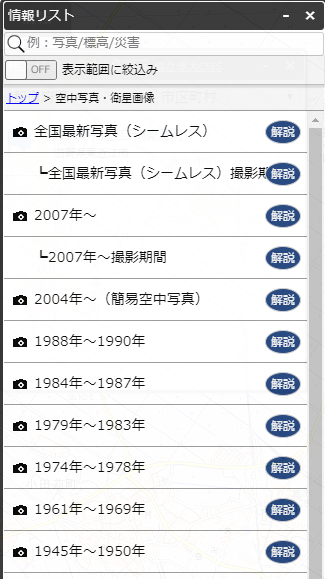 情報リスト
例：写真/標高/災害
OFF 表示範囲に絞込み
トップ > 空中写真・衛星画像
全国最新写真（シームレス） 解説
┗全国最新写真（シームレス）撮影期 解説
2007年～ 解説
┗2007年～撮影期間 解説
2004年～（簡易空中写真） 解説
1988年～1990年 解説
1984年～1987年 解説
1979年～1983年 解説
1974年～1978年 解説
1961年～1969年 解説
1945年～1950年 解説